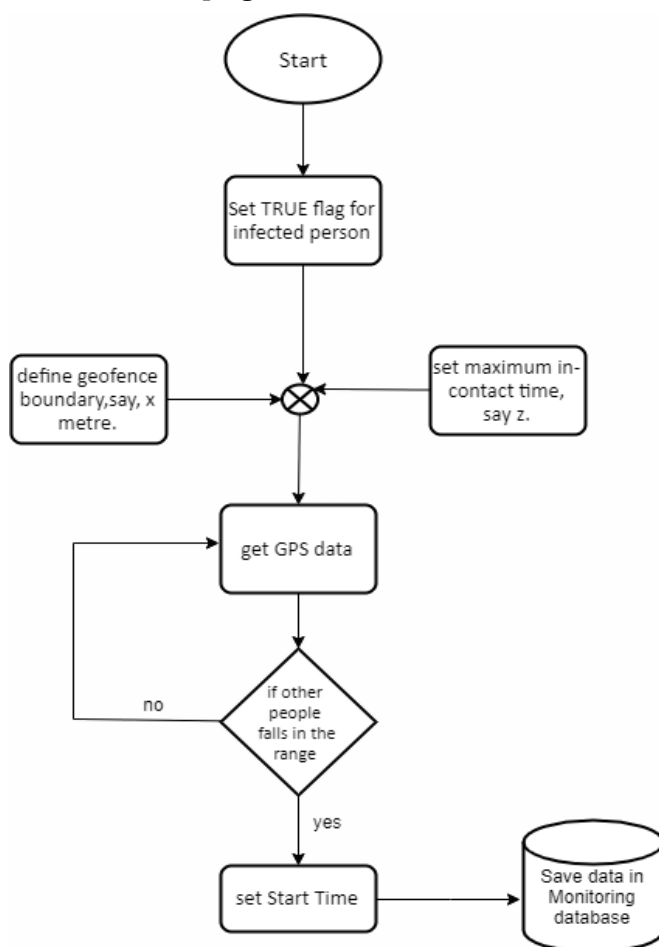 Start
Set TRUE flag for
infected person
define geofence
boundary,say, x
metre.
set maximum in-
contact time,
say z.
get GPS data
if other
people
falls in the
range
no
yes
set Start Time
Save data in
Monitoring
database